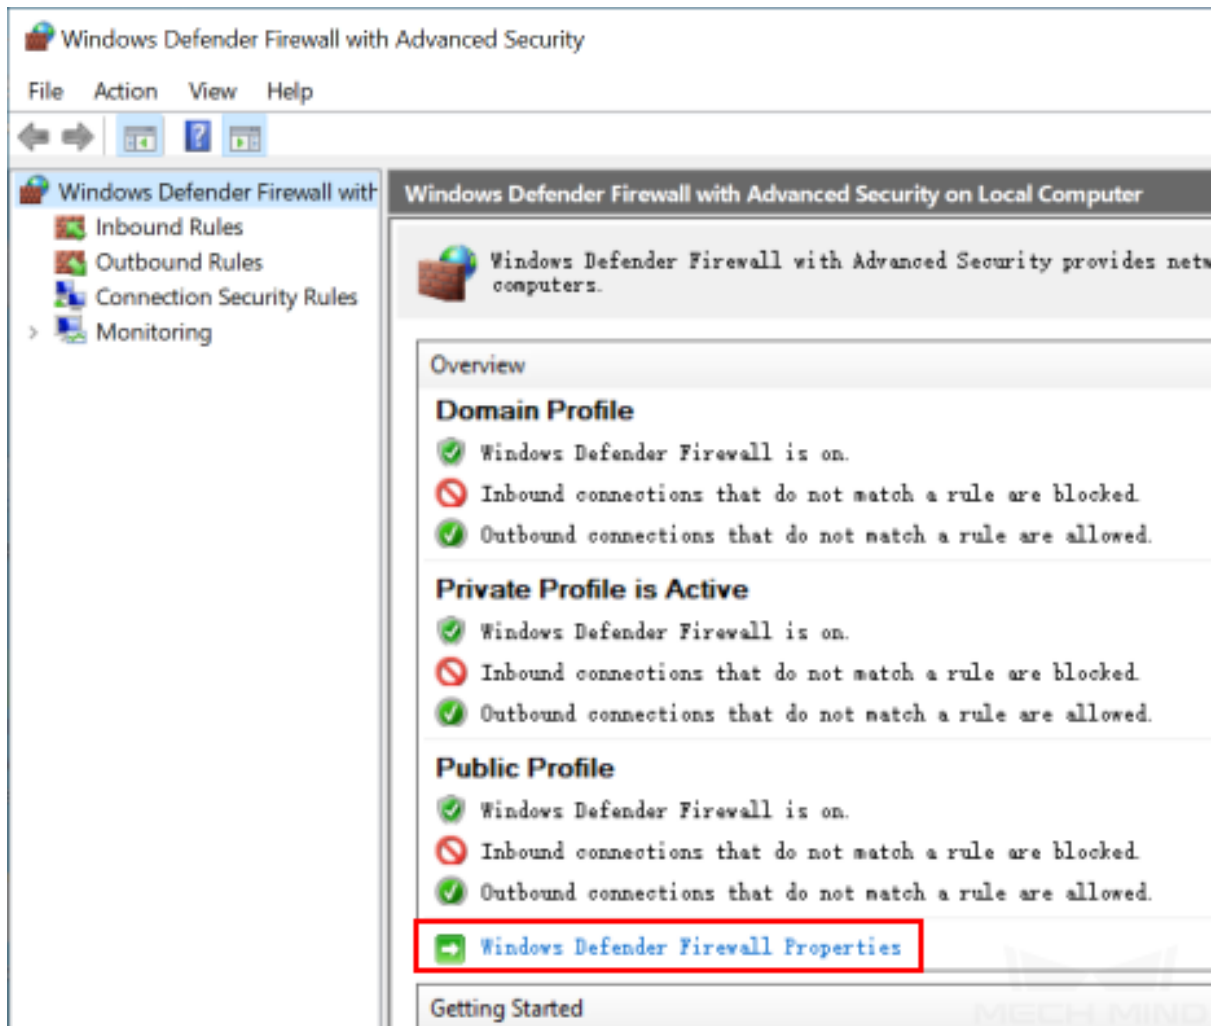 Windows Defender Firewall with Advanced Security
File Action View Help
Windows Defender Firewall with
Inbound Rules
Outbound Rules
Connection Security Rules
Monitoring
Windows Defender Firewall with Advanced Security on Local Computer
Windows Defender Firewall with Advanced Security provides netw
computers.
Overview
Domain Profile
Windows Defender Firewall is on.
Inbound connections that do not match a rule are blocked.
Outbound connections that do not match a rule are allowed.
Private Profile is Active
Windows Defender Firewall is on.
Inbound connections that do not match a rule are blocked.
Outbound connections that do not match a rule are allowed.
Public Profile
Windows Defender Firewall is on.
Inbound connections that do not match a rule are blocked.
Outbound connections that do not match a rule are allowed.
Windows Defender Firewall Properties
Getting Started
MECH MIND